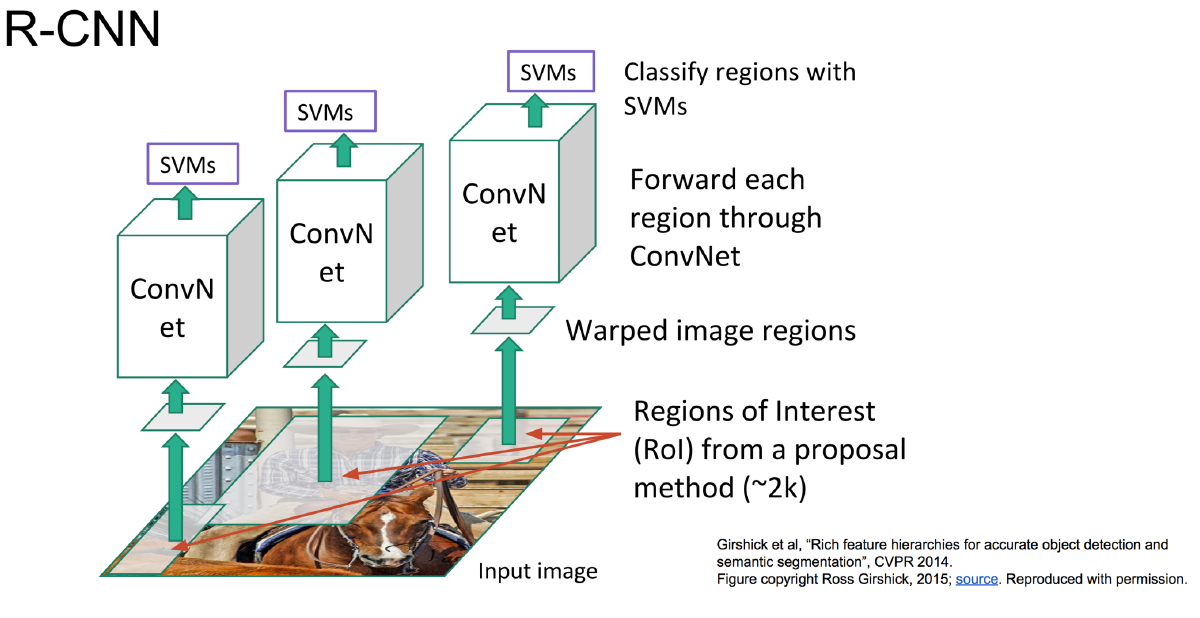 R-CNN
SVMs
Classify regions with
SVMs
SVMs
SVMs
ConvN
et
Forward each
region through
ConvNet
ConvN
et
ConvN
et
Warped image regions
Regions of Interest
(RoI) from a proposal
method (~2k)
Input image
Girshick et al, “Rich feature hierarchies for accurate object detection and
semantic segmentation”, CVPR 2014.
Figure copyright Ross Girshick, 2015; source. Reproduced with permission.